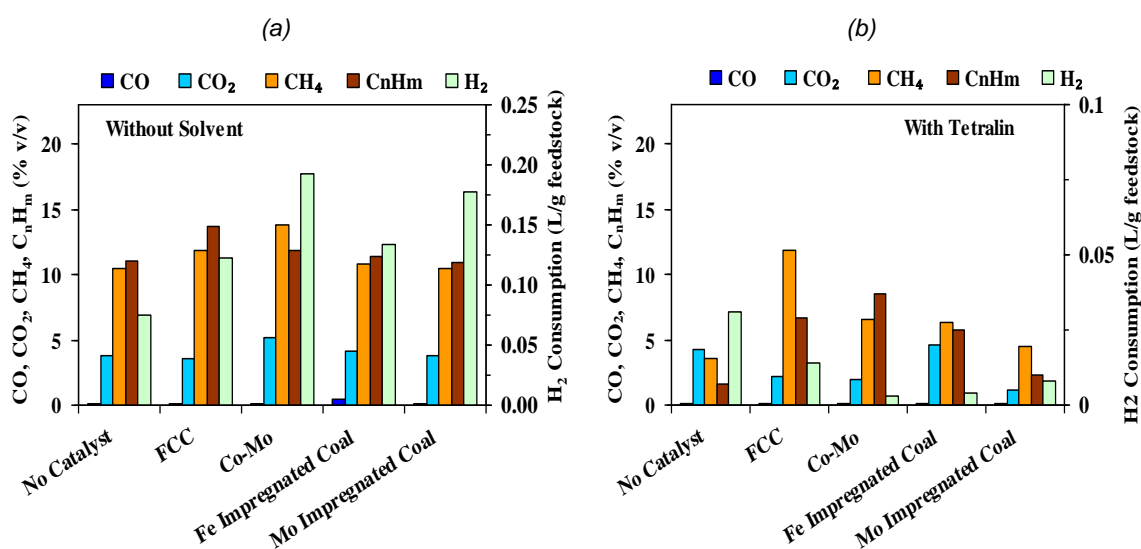 (a)
CO CO₂ CH₄ CnHm H₂
Without Solvent
CO, CO₂, CH₄, CₙHₘ (% v/v)
20
15
10
5
0
H₂ Consumption (L/g feedstock)
0.25
0.20
0.15
0.10
0.05
0.00
No Catalyst
FCC
Co-Mo
Fe Impregnated Coal
Mo Impregnated Coal
(b)
CO CO₂ CH₄ CnHm H₂
With Tetralin
CO, CO₂, CH₄, CₙHₘ (% v/v)
20
15
10
5
0
H2 Consumption (L/g feedstock)
0.1
0.05
0
No Catalyst
FCC
Co-Mo
Fe Impregnated Coal
Mo Impregnated Coal